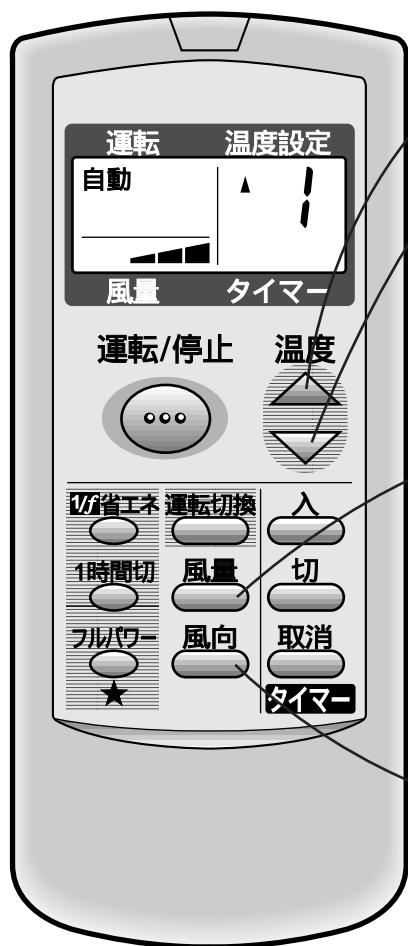 運転 温度設定
自動 ▲ 1
風量 タイマー
運転/停止 温度
1/f省エネ 運転切換 入
1時間切 風量 切
フルパワー 風向 取消
★ タイマー